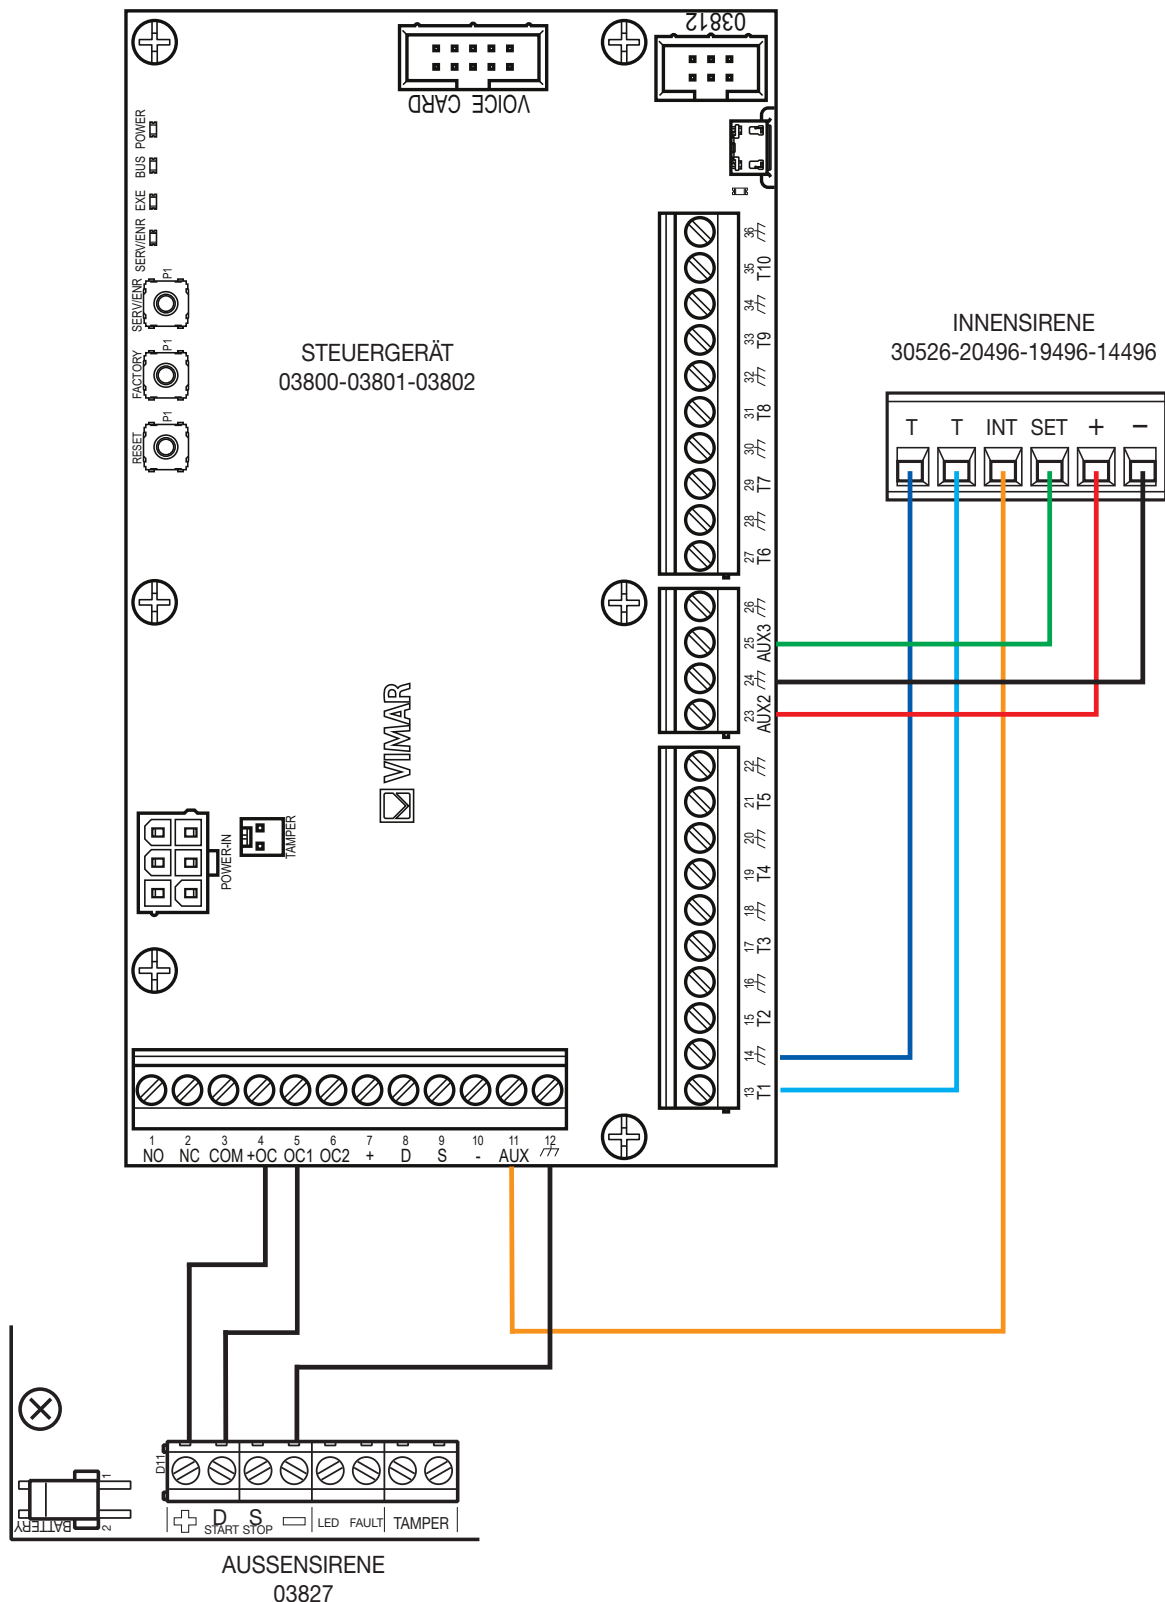 03812
VOICE CARD
POWER
BUS
EXE
SERV/ENR
SERV/ENR
P1
FACTORY
P1
RESET
P1
STEUERGERÄT
03800-03801-03802
36
35 T10
34
33 T9
32
31 T8
30
29 T7
28
27 T6
26
25 AUX3
24
23 AUX2
22
21 T5
20
19 T4
18
17 T3
16
15 T2
14
13 T1
INNENSIRENE
30526-20496-19496-14496
T T INT SET + −
VIMAR
POWER-IN
TAMPER
1 2 3 4 5 6 7 8 9 10 11 12
NO NC COM +OC OC1 OC2 + D S - AUX
D11
BATTERY
1
2
D S
START STOP LED FAULT TAMPER
AUSSENSIRENE
03827